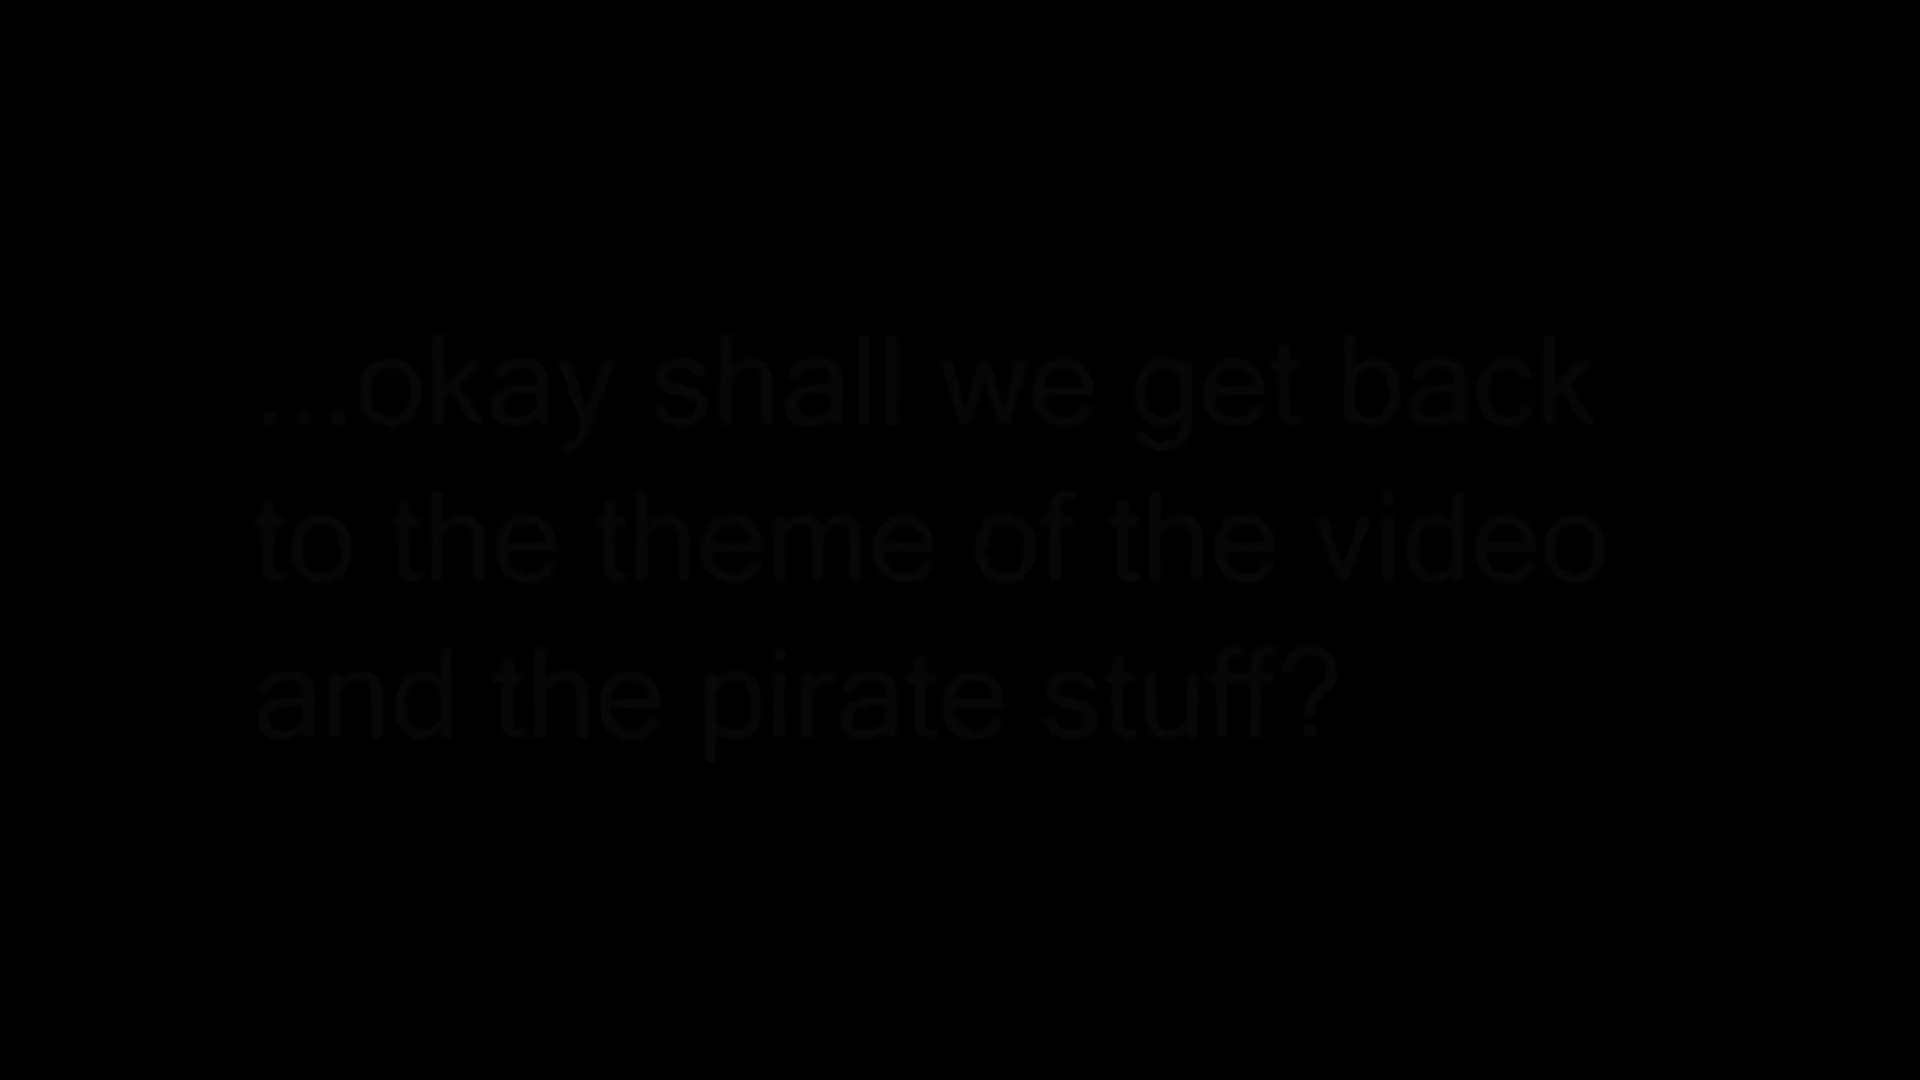 ...okay shall we get back
to the theme of the video
and the pirate stuff?